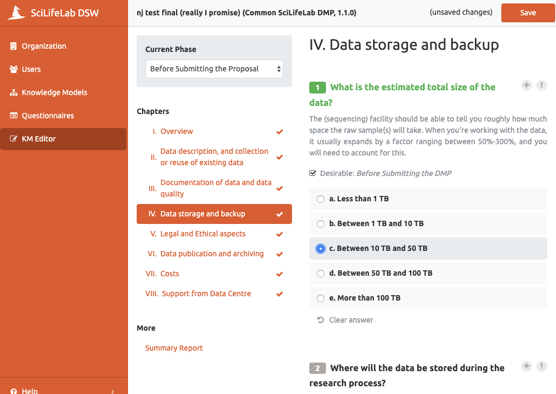 SciLifeLab DSW
nj test final (really I promise) (Common SciLifeLab DMP, 1.1.0)
(unsaved changes)
Save
Organization
Users
Knowledge Models
Questionnaires
KM Editor
Help
Current Phase
Before Submitting the Proposal
Chapters
I. Overview
II. Data description, and collection
or reuse of existing data
III. Documentation of data and data
quality
IV. Data storage and backup
V. Legal and Ethical aspects
VI. Data publication and archiving
VII. Costs
VIII. Support from Data Centre
More
Summary Report
IV. Data storage and backup
1 What is the estimated total size of the
data?
The (sequencing) facility should be able to tell you roughly how much
space the raw sample(s) will take. When you're working with the data,
it usually expands by a factor ranging between 50%-300%, and you
will need to account for this.
Desirable: Before Submitting the DMP
a. Less than 1 TB
b. Between 1 TB and 10 TB
c. Between 10 TB and 50 TB
d. Between 50 TB and 100 TB
e. More than 100 TB
Clear answer
2 Where will the data be stored during the
research process?